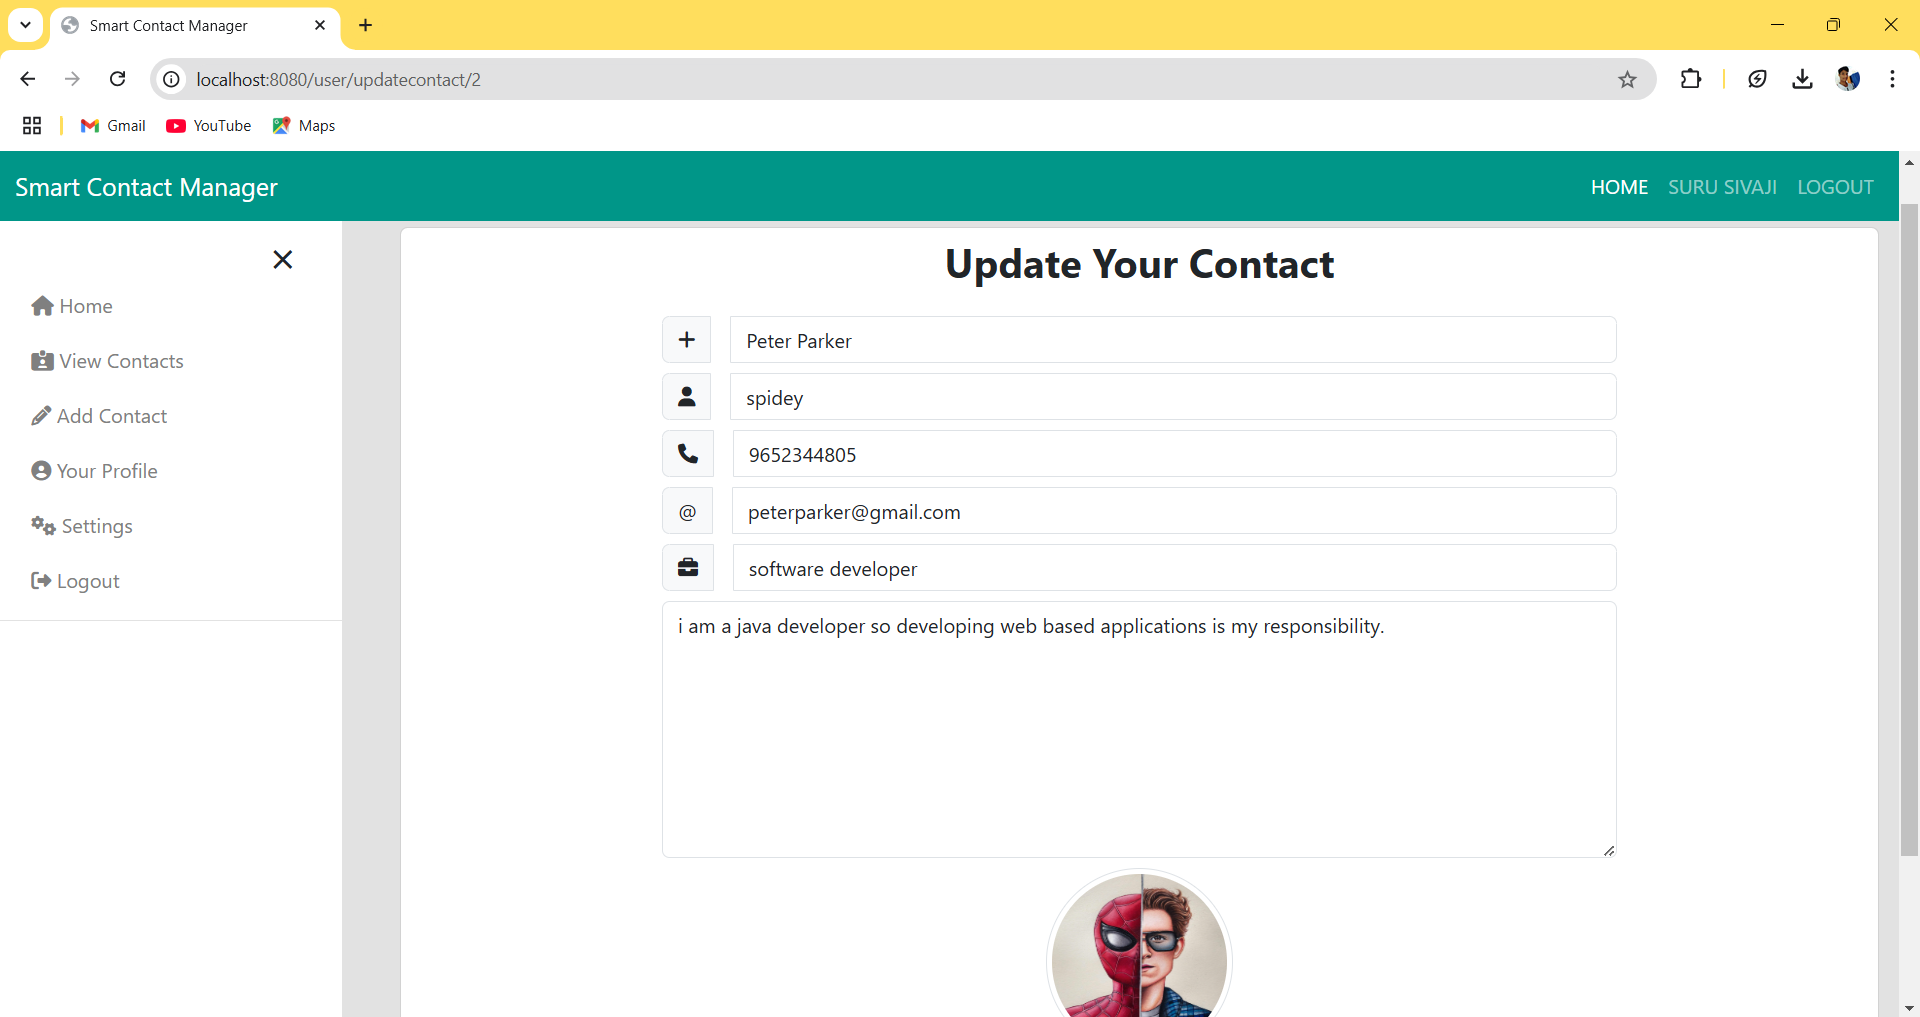 Smart Contact Manager
localhost:8080/user/updatecontact/2
Gmail YouTube Maps
Smart Contact Manager HOME SURU SIVAJI LOGOUT
Home
View Contacts
Add Contact
Your Profile
Settings
Logout
Update Your Contact
Peter Parker
spidey
9652344805
@ peterparker@gmail.com
software developer
i am a java developer so developing web based applications is my responsibility.